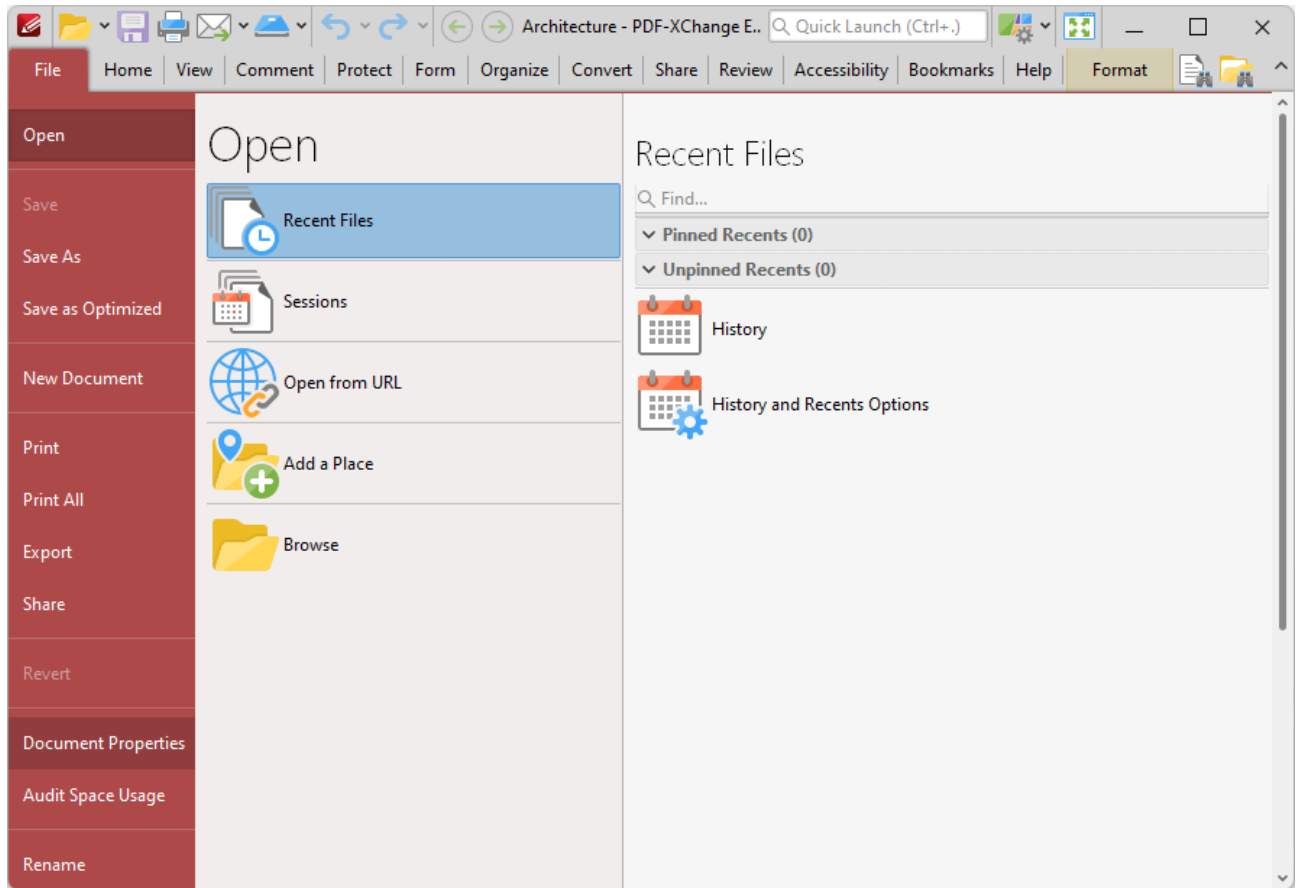 Architecture - PDF-XChange E..
Quick Launch (Ctrl+.)
File
Home
View
Comment
Protect
Form
Organize
Convert
Share
Review
Accessibility
Bookmarks
Help
Format
Open
Save
Save As
Save as Optimized
New Document
Print
Print All
Export
Share
Revert
Document Properties
Audit Space Usage
Rename
Open
Recent Files
Sessions
Open from URL
Add a Place
Browse
Recent Files
Find...
Pinned Recents (0)
Unpinned Recents (0)
History
History and Recents Options